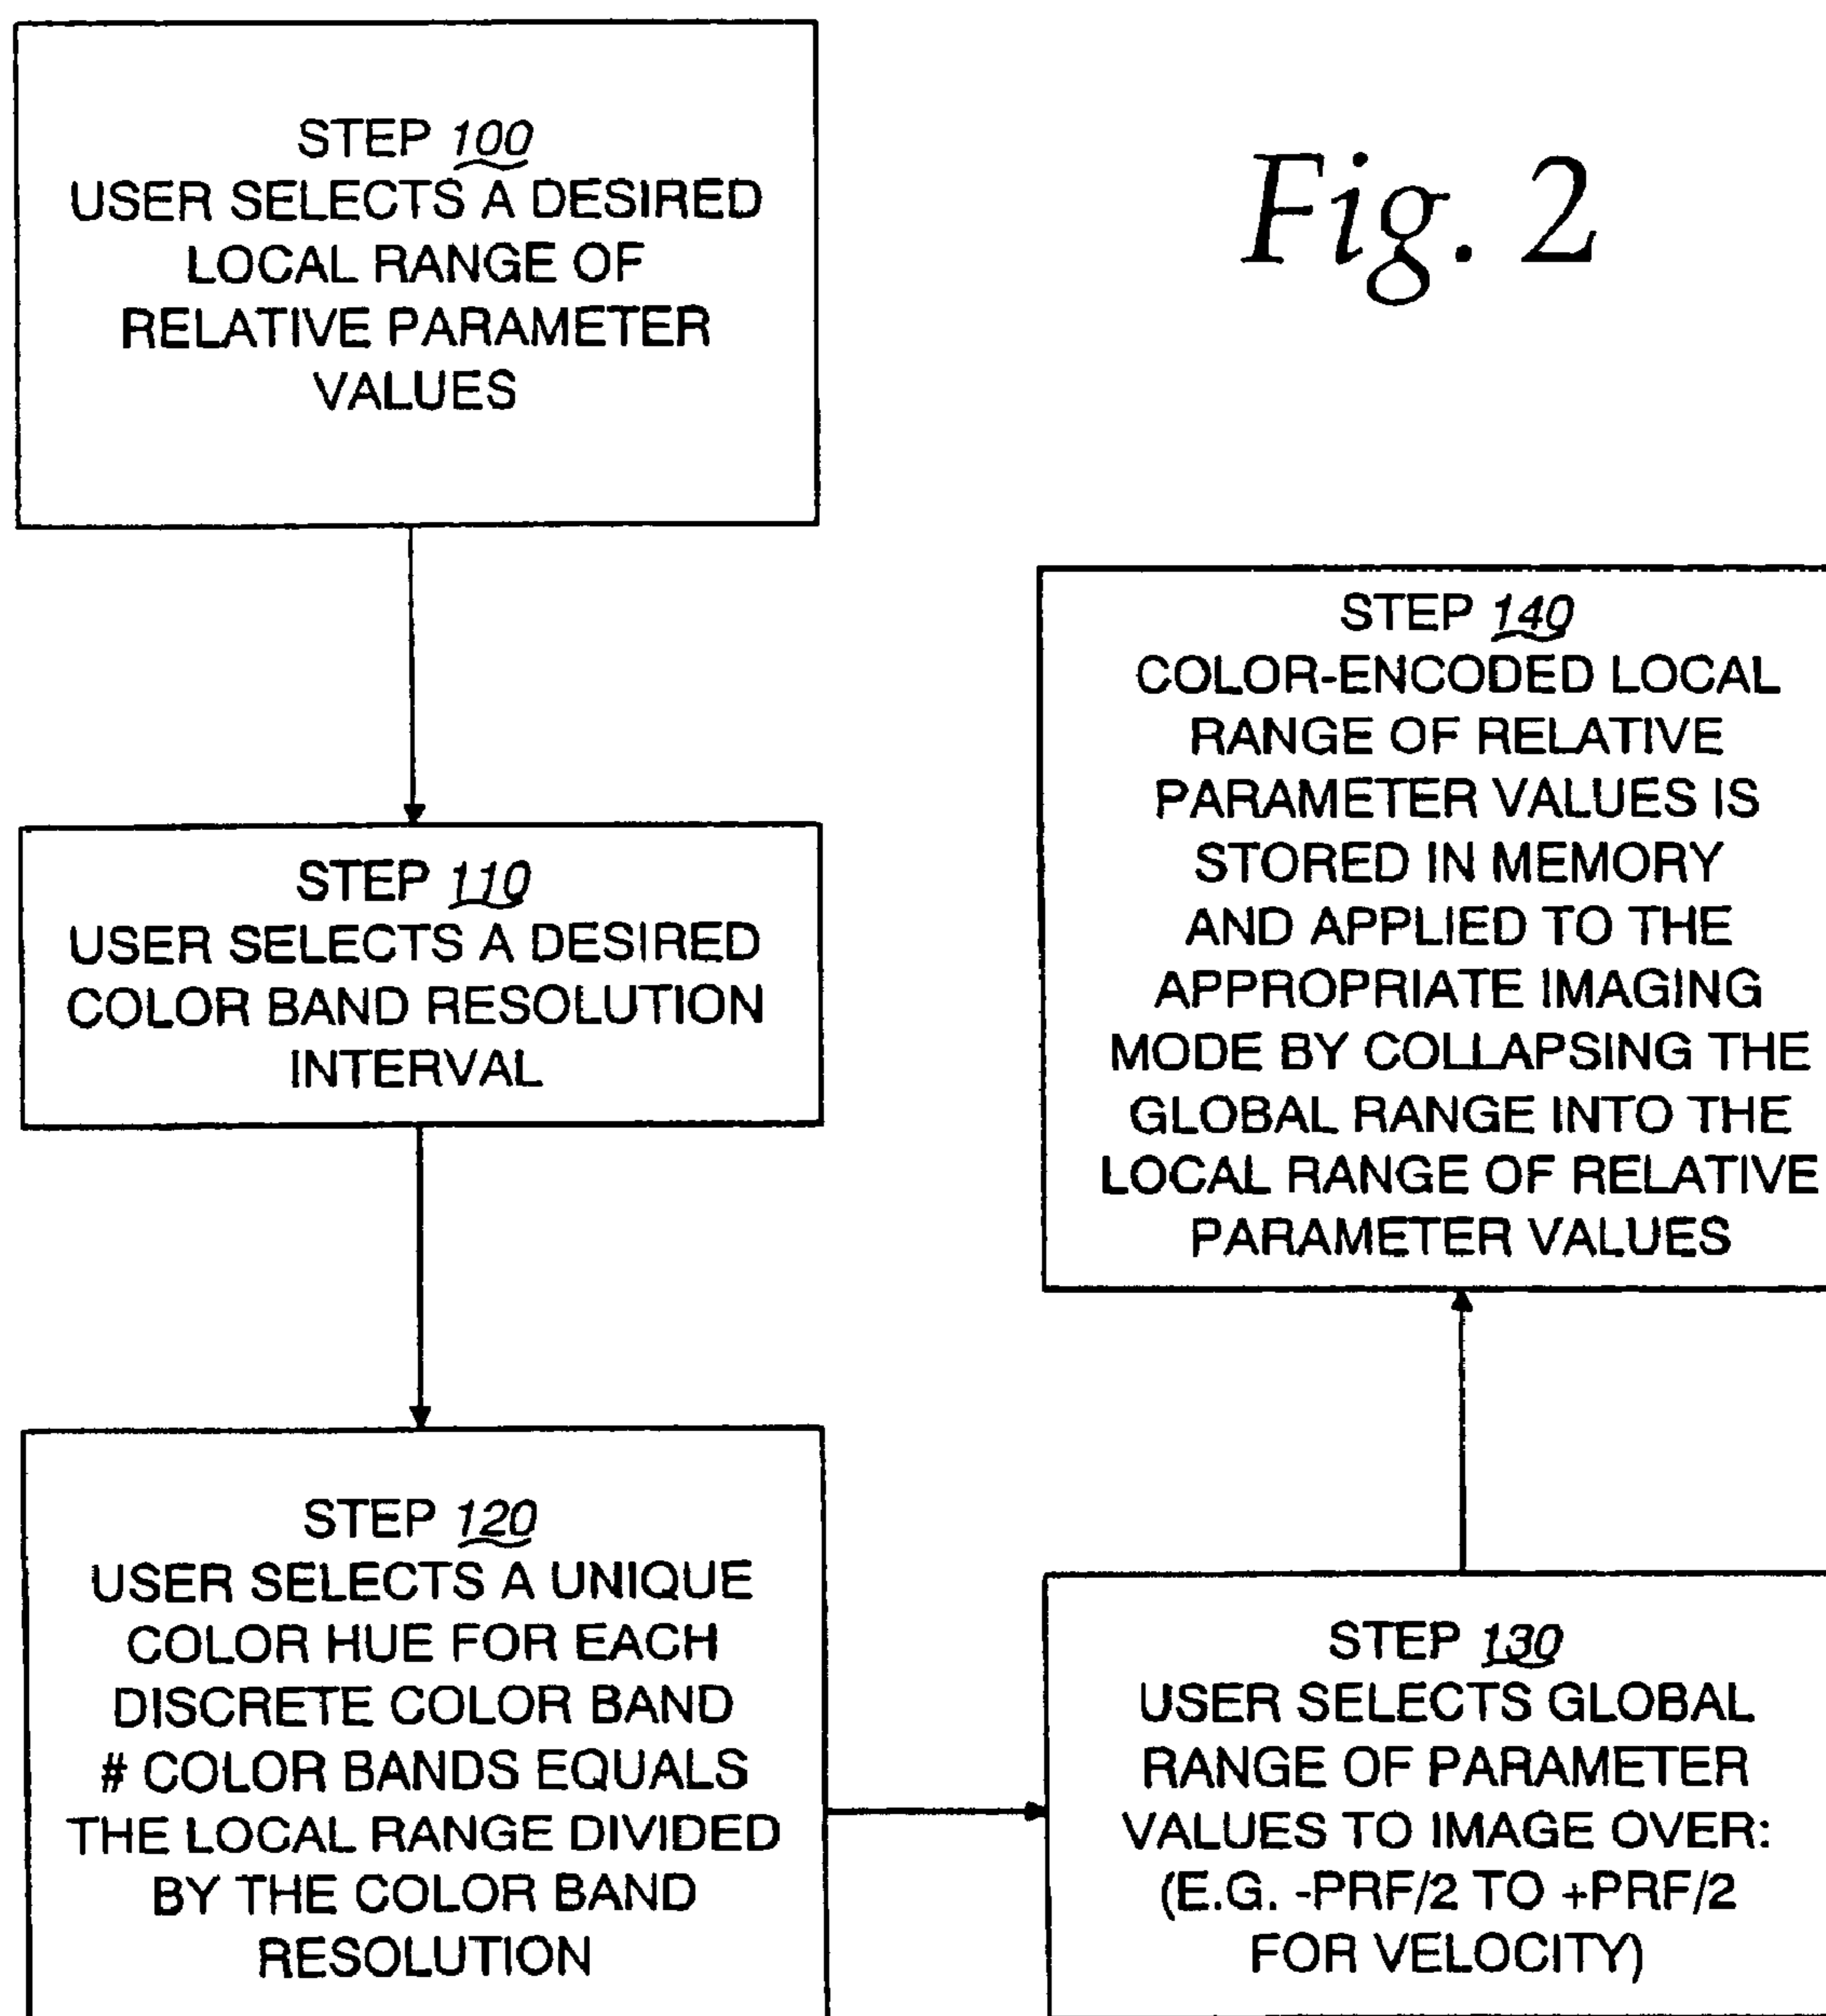 Fig. 2
STEP 100
USER SELECTS A DESIRED
LOCAL RANGE OF
RELATIVE PARAMETER
VALUES
STEP 110
USER SELECTS A DESIRED
COLOR BAND RESOLUTION
INTERVAL
STEP 120
USER SELECTS A UNIQUE
COLOR HUE FOR EACH
DISCRETE COLOR BAND
# COLOR BANDS EQUALS
THE LOCAL RANGE DIVIDED
BY THE COLOR BAND
RESOLUTION
STEP 130
USER SELECTS GLOBAL
RANGE OF PARAMETER
VALUES TO IMAGE OVER:
(E.G. -PRF/2 TO +PRF/2
FOR VELOCITY)
STEP 140
COLOR-ENCODED LOCAL
RANGE OF RELATIVE
PARAMETER VALUES IS
STORED IN MEMORY
AND APPLIED TO THE
APPROPRIATE IMAGING
MODE BY COLLAPSING THE
GLOBAL RANGE INTO THE
LOCAL RANGE OF RELATIVE
PARAMETER VALUES